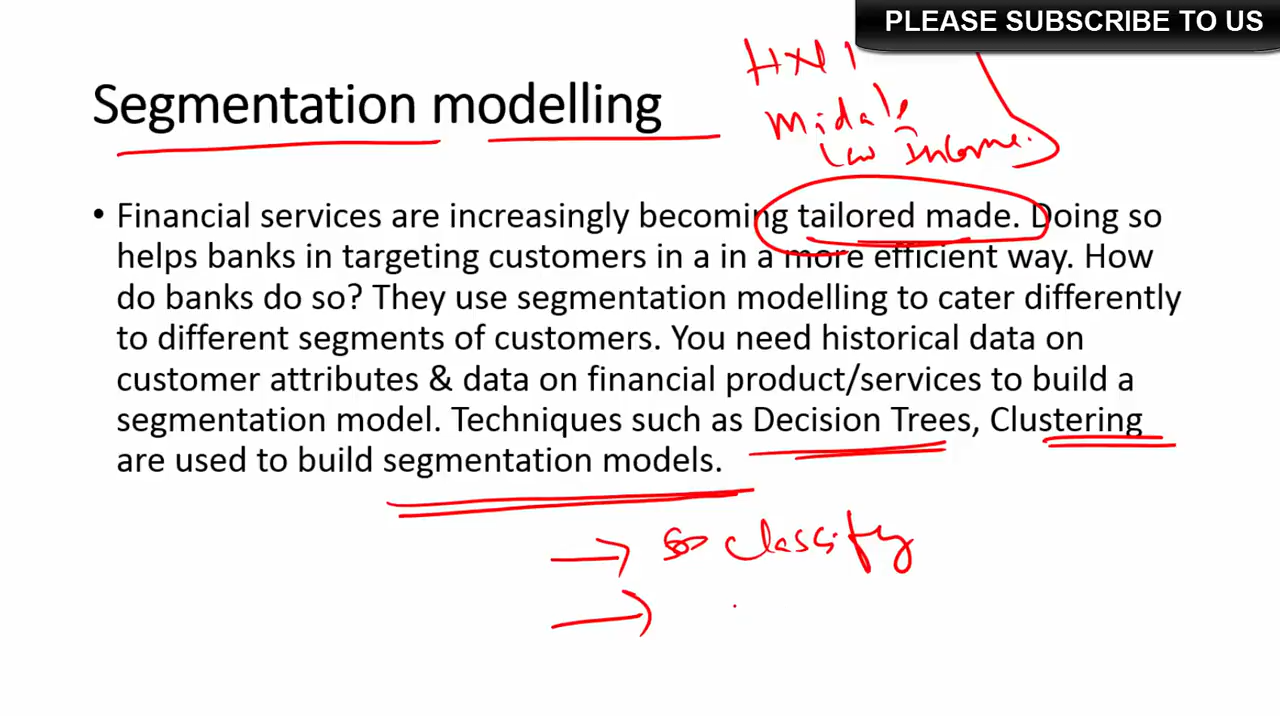 PLEASE SUBSCRIBE TO US
HNI
Segmentation modelling
Middle
Low Income.
• Financial services are increasingly becoming tailored made. Doing so
helps banks in targeting customers in a in a more efficient way. How
do banks do so? They use segmentation modelling to cater differently
to different segments of customers. You need historical data on
customer attributes & data on financial product/services to build a
segmentation model. Techniques such as Decision Trees, Clustering
are used to build segmentation models.
→ classify
→